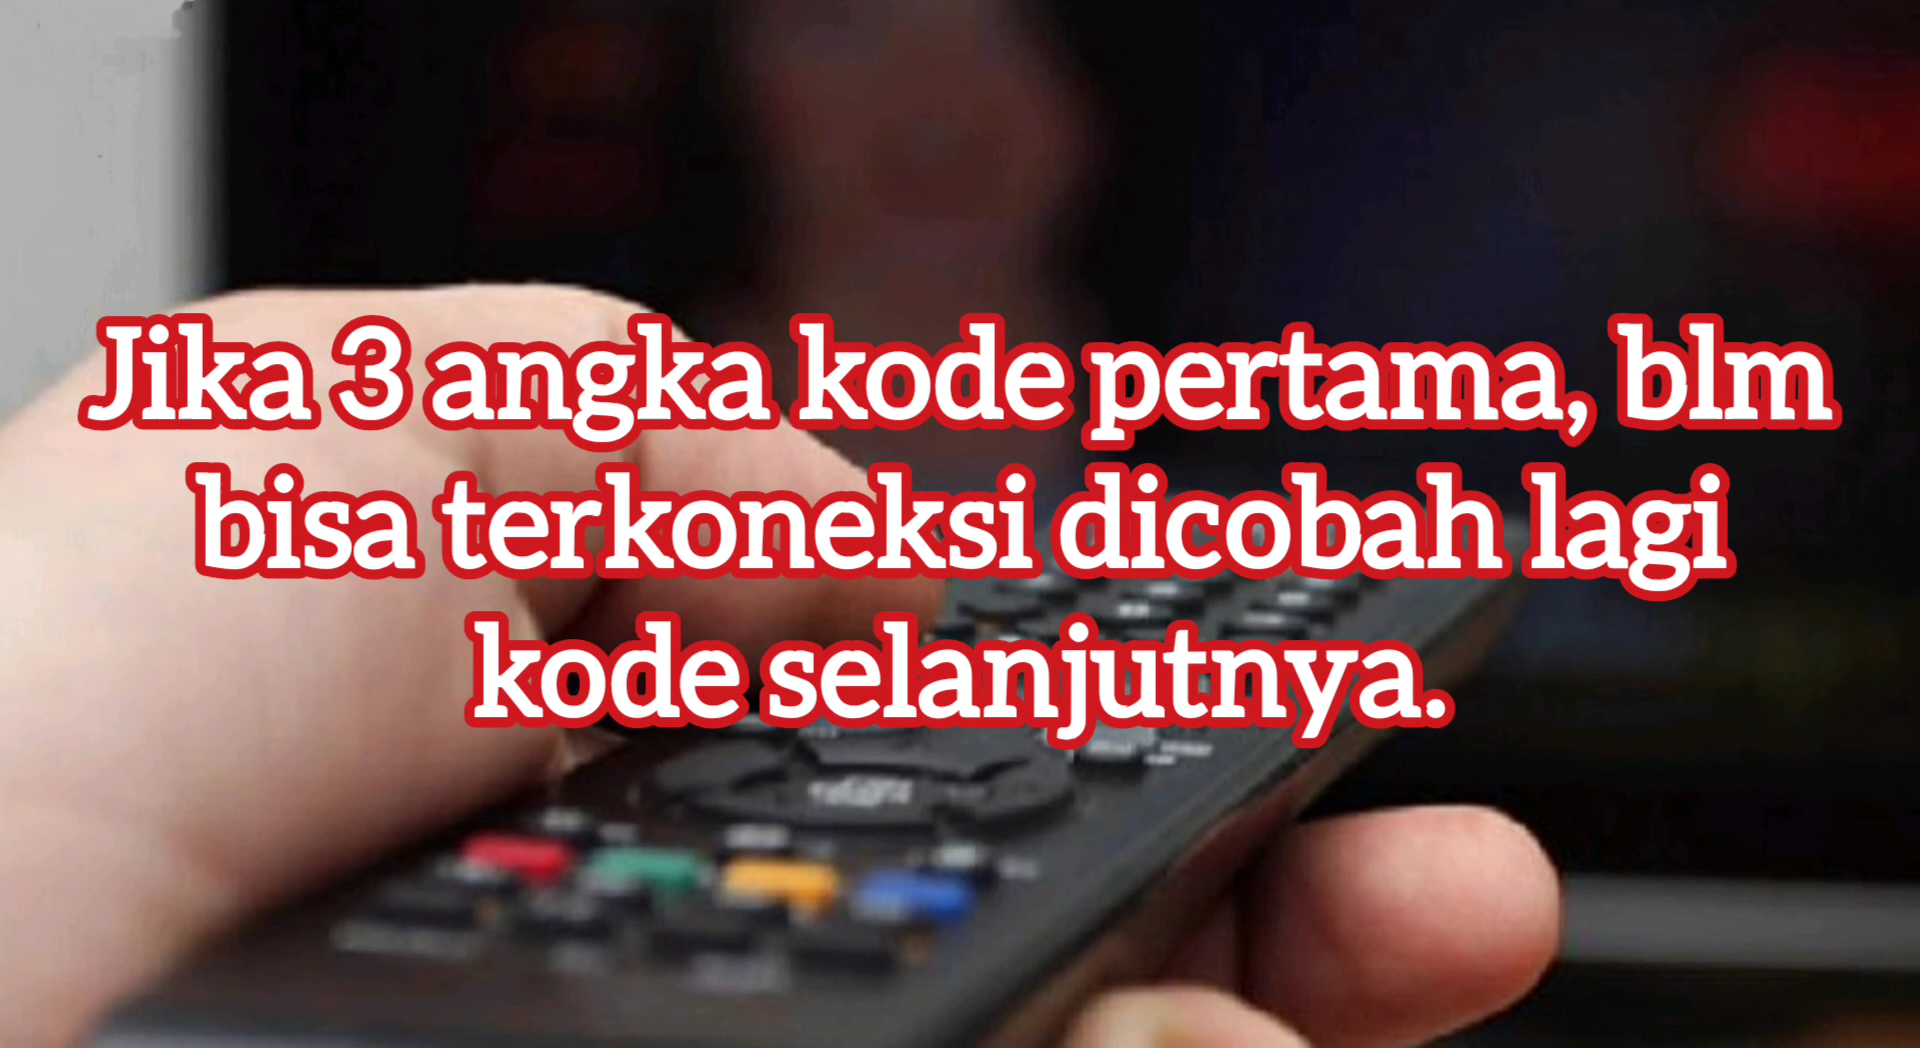 Jika 3 angka kode pertama, blm
bisa terkoneksi dicobah lagi
kode selanjutnya.